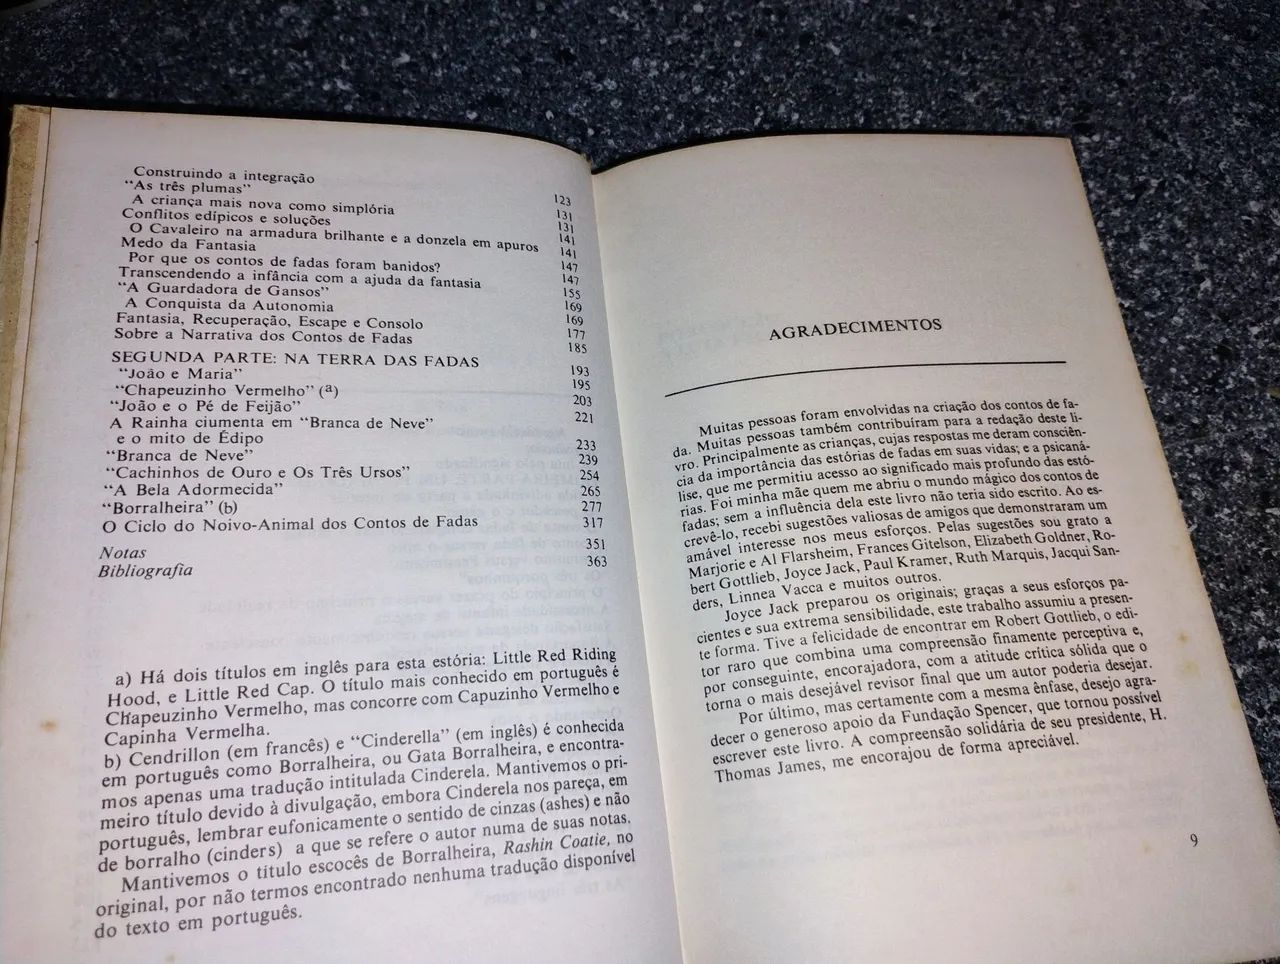 Construindo a integração 123
“As três plumas” 131
A criança mais nova como simplória 131
Conflitos edípicos e soluções 141
O Cavaleiro na armadura brilhante e a donzela em apuros 141
Medo da Fantasia 147
Por que os contos de fadas foram banidos? 147
Transcendendo a infância com a ajuda da fantasia 155
“A Guardadora de Gansos” 169
A Conquista da Autonomia 169
Fantasia, Recuperação, Escape e Consolo 177
Sobre a Narrativa dos Contos de Fadas 185
SEGUNDA PARTE: NA TERRA DAS FADAS 193
“João e Maria” 195
“Chapeuzinho Vermelho” (a) 203
“João e o Pé de Feijão” 221
A Rainha ciumenta em “Branca de Neve”
e o mito de Édipo 233
“Branca de Neve” 239
“Cachinhos de Ouro e Os Três Ursos” 254
“A Bela Adormecida” 265
“Borralheira” (b) 277
O Ciclo do Noivo-Animal dos Contos de Fadas 317
Notas 351
Bibliografia 363
a) Há dois títulos em inglês para esta estória: Little Red Riding
Hood, e Little Red Cap. O título mais conhecido em português é
Chapeuzinho Vermelho, mas concorre com Capuzinho Vermelho e
Capinha Vermelha.
b) Cendrillon (em francês) e “Cinderella” (em inglês) é conhecida
em português como Borralheira, ou Gata Borralheira, e encontra-
mos apenas uma tradução intitulada Cinderela. Mantivemos o pri-
meiro título devido à divulgação, embora Cinderela nos pareça, em
português, lembrar eufonicamente o sentido de cinzas (ashes) e não
de borralho (cinders) a que se refere o autor numa de suas notas.
Mantivemos o título escocês de Borralheira, Rashin Coatie, no
original, por não termos encontrado nenhuma tradução disponível
do texto em português.
AGRADECIMENTOS
Muitas pessoas foram envolvidas na criação dos contos de fa-
da. Muitas pessoas também contribuíram para a redação deste li-
vro. Principalmente as crianças, cujas respostas me deram consciên-
cia da importância das estórias de fadas em suas vidas; e a psicaná-
lise, que me permitiu acesso ao significado mais profundo das estó-
rias. Foi minha mãe quem me abriu o mundo mágico dos contos de
fadas; sem a influência dela este livro não teria sido escrito. Ao es-
crevê-lo, recebi sugestões valiosas de amigos que demonstraram um
amável interesse nos meus esforços. Pelas sugestões sou grato a
Marjorie e Al Flarsheim, Frances Gitelson, Elizabeth Goldner, Ro-
bert Gottlieb, Joyce Jack, Paul Kramer, Ruth Marquis, Jacqui San-
ders, Linnea Vacca e muitos outros.
Joyce Jack preparou os originais; graças a seus esforços pa-
cientes e sua extrema sensibilidade, este trabalho assumiu a presen-
te forma. Tive a felicidade de encontrar em Robert Gottlieb, o edi-
tor raro que combina uma compreensão finamente perceptiva e,
por conseguinte, encorajadora, com a atitude crítica sólida que o
torna o mais desejável revisor final que um autor poderia desejar.
Por último, mas certamente com a mesma ênfase, desejo agra-
decer o generoso apoio da Fundação Spencer, que tornou possível
escrever este livro. A compreensão solidária de seu presidente, H.
Thomas James, me encorajou de forma apreciável.
9